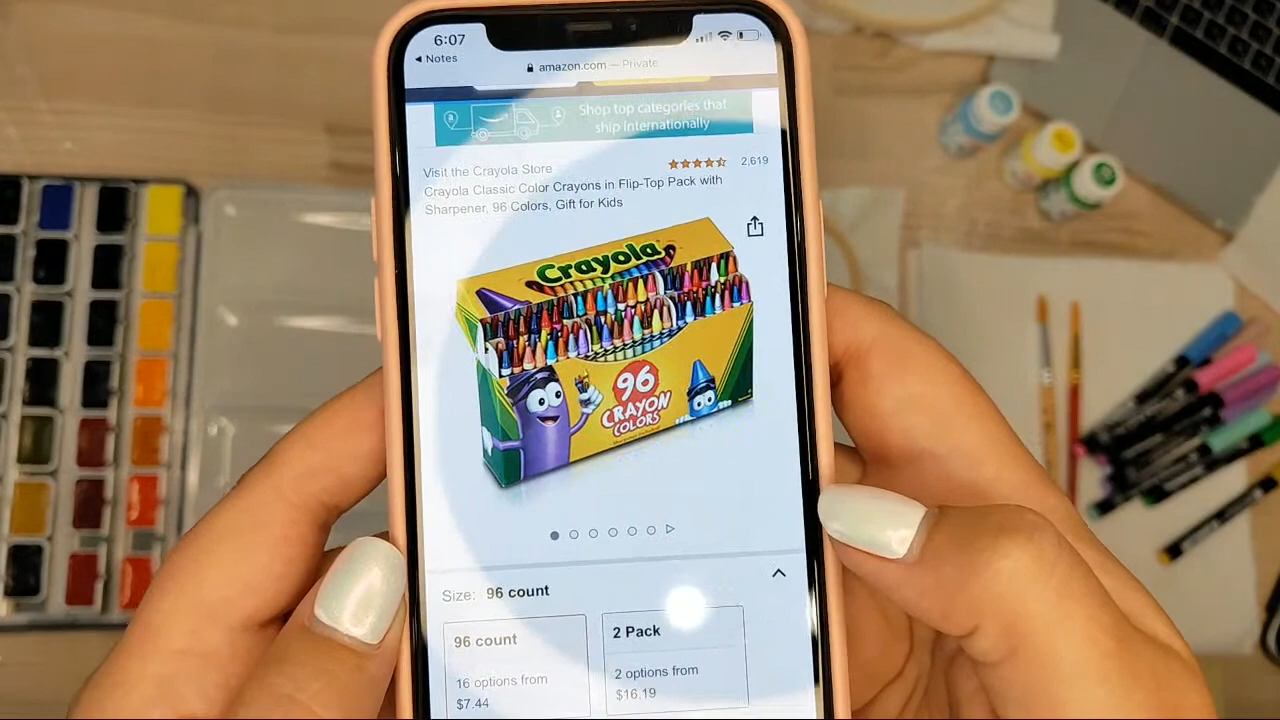 6:07
◄ Notes
amazon.com — Private
Shop top categories that
ship internationally
Visit the Crayola Store
2,619
Crayola Classic Color Crayons in Flip-Top Pack with
Sharpener, 96 Colors, Gift for Kids
Crayola
96
CRAYON
COLORS
Size: 96 count
96 count
2 Pack
16 options from
$7.44
2 options from
$16.19